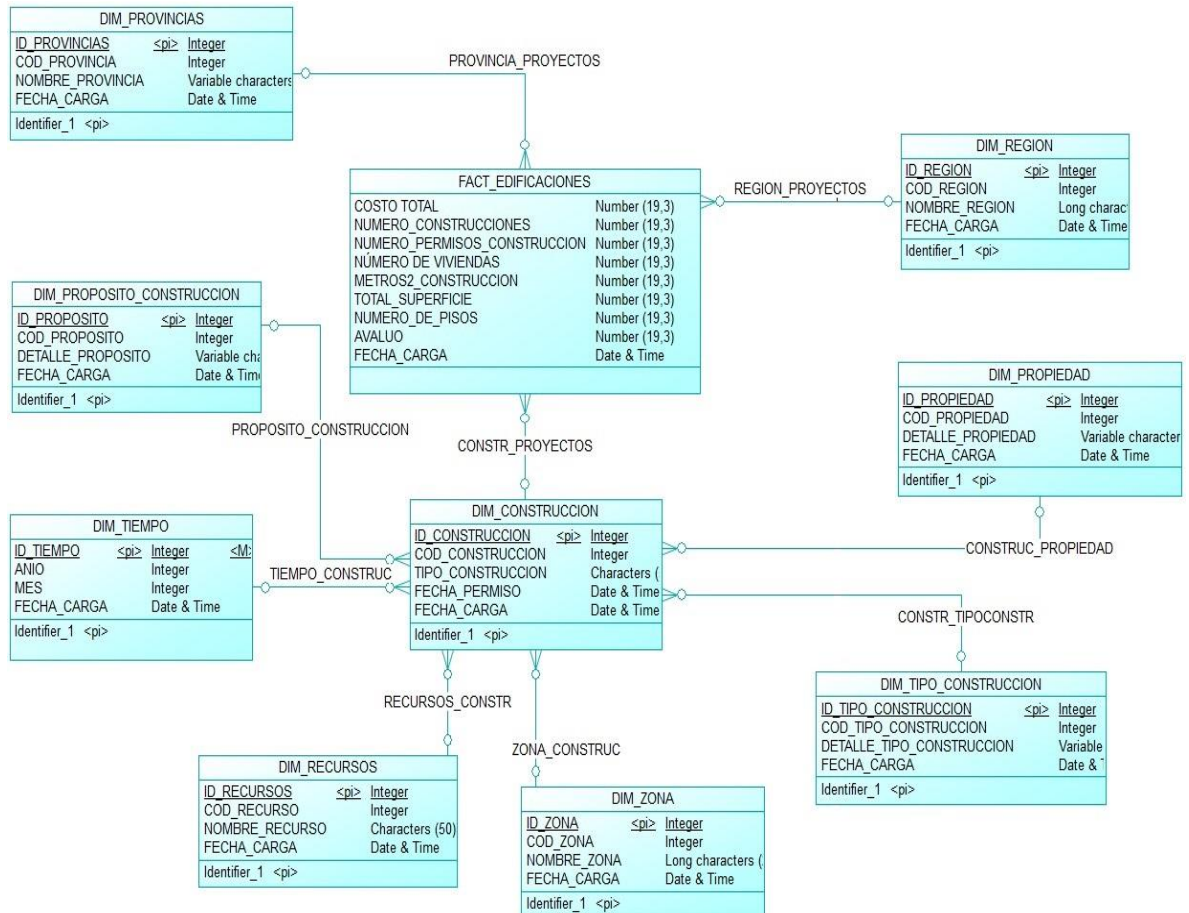 DIM_PROVINCIAS
ID_PROVINCIAS <pi> Integer
COD_PROVINCIA Integer
NOMBRE_PROVINCIA Variable characters
FECHA_CARGA Date & Time
Identifier_1 <pi>
PROVINCIA_PROYECTOS
DIM_REGION
ID_REGION <pi> Integer
COD_REGION Integer
NOMBRE_REGION Long charac
FECHA_CARGA Date & Time
Identifier_1 <pi>
REGION_PROYECTOS
FACT_EDIFICACIONES
COSTO TOTAL Number (19,3)
NUMERO_CONSTRUCCIONES Number (19,3)
NUMERO_PERMISOS_CONSTRUCCION Number (19,3)
NÚMERO DE VIVIENDAS Number (19,3)
METROS2_CONSTRUCCION Number (19,3)
TOTAL_SUPERFICIE Number (19,3)
NUMERO_DE_PISOS Number (19,3)
AVALUO Number (19,3)
FECHA_CARGA Date & Time
DIM_PROPOSITO_CONSTRUCCION
ID_PROPOSITO <pi> Integer
COD_PROPOSITO Integer
DETALLE_PROPOSITO Variable cha
FECHA_CARGA Date & Tim
Identifier_1 <pi>
PROPOSITO_CONSTRUCCION
CONSTR_PROYECTOS
DIM_PROPIEDAD
ID_PROPIEDAD <pi> Integer
COD_PROPIEDAD Integer
DETALLE_PROPIEDAD Variable character
FECHA_CARGA Date & Time
Identifier_1 <pi>
CONSTRUC_PROPIEDAD
DIM_TIEMPO
ID_TIEMPO <pi> Integer <M>
ANIO Integer
MES Integer
FECHA_CARGA Date & Time
Identifier_1 <pi>
TIEMPO_CONSTRUC
DIM_CONSTRUCCION
ID_CONSTRUCCION <pi> Integer
COD_CONSTRUCCION Integer
TIPO_CONSTRUCCION Characters (
FECHA_PERMISO Date & Time
FECHA_CARGA Date & Time
Identifier_1 <pi>
CONSTR_TIPOCONSTR
DIM_TIPO_CONSTRUCCION
ID_TIPO_CONSTRUCCION <pi> Integer
COD_TIPO_CONSTRUCCION Integer
DETALLE_TIPO_CONSTRUCCION Variable
FECHA_CARGA Date & T
Identifier_1 <pi>
RECURSOS_CONSTR
ZONA_CONSTRUC
DIM_RECURSOS
ID_RECURSOS <pi> Integer
COD_RECURSO Integer
NOMBRE_RECURSO Characters (50)
FECHA_CARGA Date & Time
Identifier_1 <pi>
DIM_ZONA
ID_ZONA <pi> Integer
COD_ZONA Integer
NOMBRE_ZONA Long characters (
FECHA_CARGA Date & Time
Identifier_1 <pi>